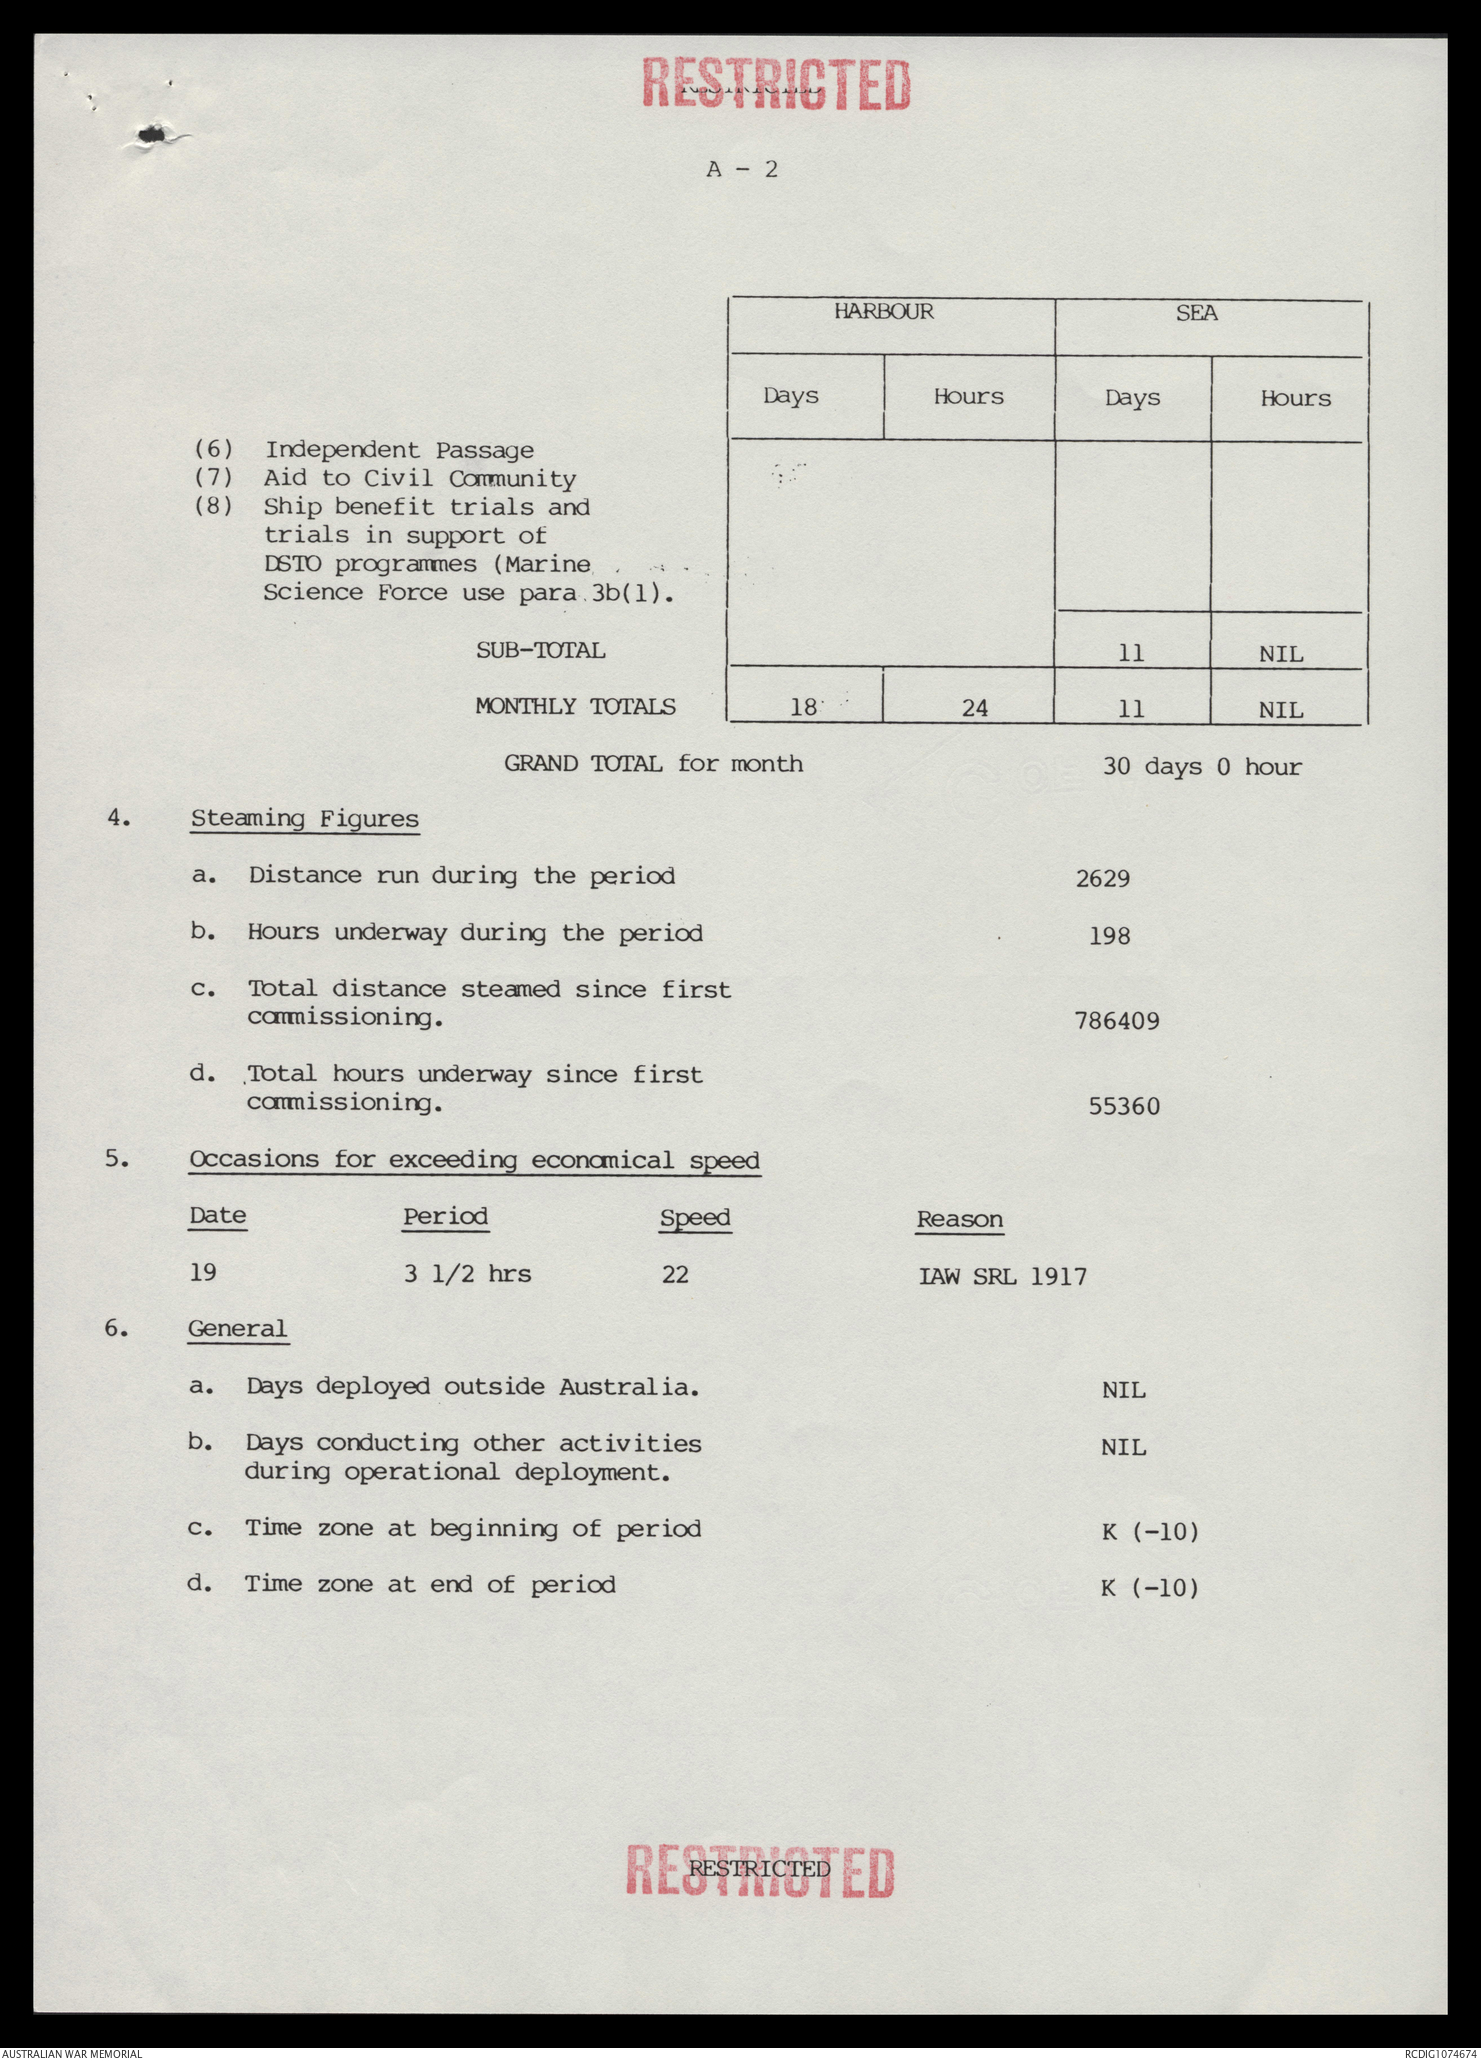 RESTRICTED
RESTRICTED
A - 2
HARBOUR SEA
Days Hours Days Hours
(6) Independent Passage
(7) Aid to Civil Community
(8) Ship benefit trials and
trials in support of
DSTO programmes (Marine
Science Force use para 3b(1).
SUB-TOTAL 11 NIL
MONTHLY TOTALS 18 24 11 NIL
GRAND TOTAL for month 30 days 0 hour
4. Steaming Figures
a. Distance run during the period 2629
b. Hours underway during the period 198
c. Total distance steamed since first
commissioning. 786409
d. Total hours underway since first
commissioning. 55360
5. Occasions for exceeding economical speed
Date Period Speed Reason
19 3 1/2 hrs 22 IAW SRL 1917
6. General
a. Days deployed outside Australia. NIL
b. Days conducting other activities NIL
during operational deployment.
c. Time zone at beginning of period K (-10)
d. Time zone at end of period K (-10)
RESTRICTED
RESTRICTED
AUSTRALIAN WAR MEMORIAL RCDIG1074674